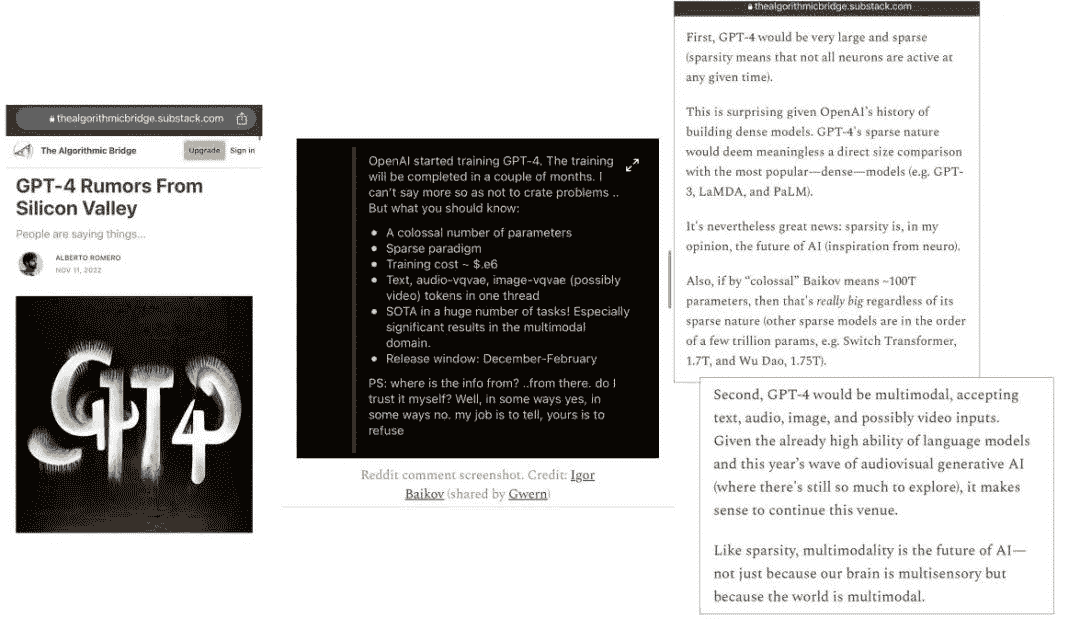 thealgorithmicbridge.substack.com
The Algorithmic Bridge
Upgrade
Sign in
GPT-4 Rumors From
Silicon Valley
People are saying things...
ALBERTO ROMERO
NOV 11, 2022
GPT4
OpenAI started training GPT-4. The training
will be completed in a couple of months. I
can't say more so as not to crate problems ..
But what you should know:
• A colossal number of parameters
• Sparse paradigm
• Training cost ~ $.e6
• Text, audio-vqvae, image-vqvae (possibly
video) tokens in one thread
• SOTA in a huge number of tasks! Especially
significant results in the multimodal
domain.
• Release window: December-February
PS: where is the info from? ..from there. do I
trust it myself? Well, in some ways yes, in
some ways no. my job is to tell, yours is to
refuse
Reddit comment screenshot. Credit: Igor
Baikov (shared by Gwern)
thealgorithmicbridge.substack.com
First, GPT-4 would be very large and sparse
(sparsity means that not all neurons are active at
any given time).
This is surprising given OpenAI's history of
building dense models. GPT-4's sparse nature
would deem meaningless a direct size comparison
with the most popular—dense—models (e.g. GPT-
3, LaMDA, and PaLM).
It's nevertheless great news: sparsity is, in my
opinion, the future of AI (inspiration from neuro).
Also, if by “colossal” Baikov means ~100T
parameters, then that's really big regardless of its
sparse nature (other sparse models are in the order
of a few trillion params, e.g. Switch Transformer,
1.7T, and Wu Dao, 1.75T).
Second, GPT-4 would be multimodal, accepting
text, audio, image, and possibly video inputs.
Given the already high ability of language models
and this year's wave of audiovisual generative AI
(where there's still so much to explore), it makes
sense to continue this venue.
Like sparsity, multimodality is the future of AI—
not just because our brain is multisensory but
because the world is multimodal.